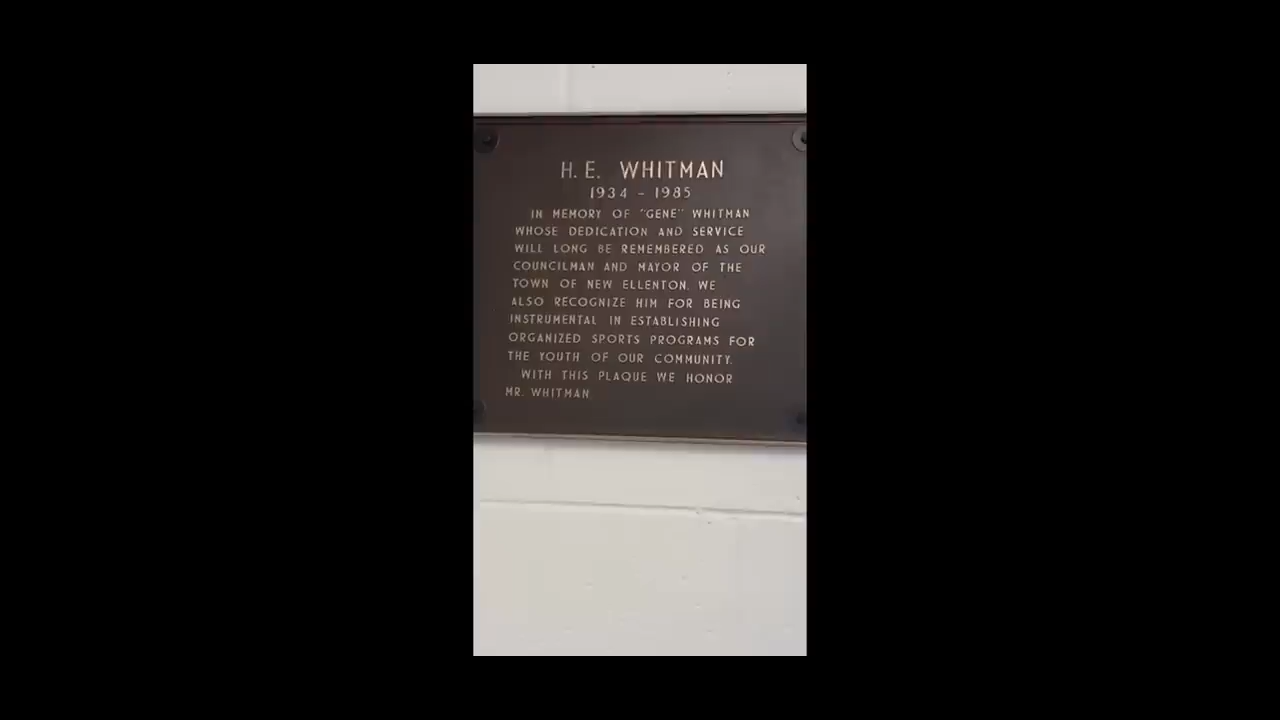 H. E. WHITMAN
1934 - 1985
IN MEMORY OF "GENE" WHITMAN
WHOSE DEDICATION AND SERVICE
WILL LONG BE REMEMBERED AS OUR
COUNCILMAN AND MAYOR OF THE
TOWN OF NEW ELLENTON. WE
ALSO RECOGNIZE HIM FOR BEING
INSTRUMENTAL IN ESTABLISHING
ORGANIZED SPORTS PROGRAMS FOR
THE YOUTH OF OUR COMMUNITY.
WITH THIS PLAQUE WE HONOR
MR. WHITMAN.